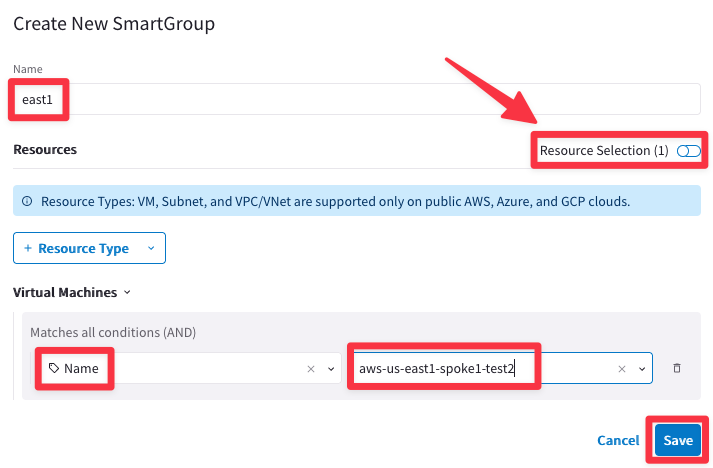 Create New SmartGroup
Name
east1
Resources
Resource Selection (1)
Resource Types: VM, Subnet, and VPC/VNet are supported only on public AWS, Azure, and GCP clouds.
+ Resource Type
Virtual Machines
Matches all conditions (AND)
Name
aws-us-east1-spoke1-test2
Cancel
Save